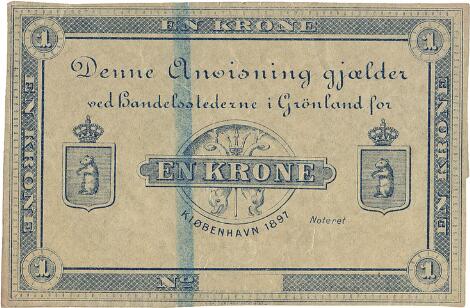 1 EN KRONE 1
Denne Anvisning gjælder
ved Handelsstederne i Grönland for
EN KRONE
EN KRONE
EN KRONE
KJØBENHAVN 1897
Noteret
1 No 1